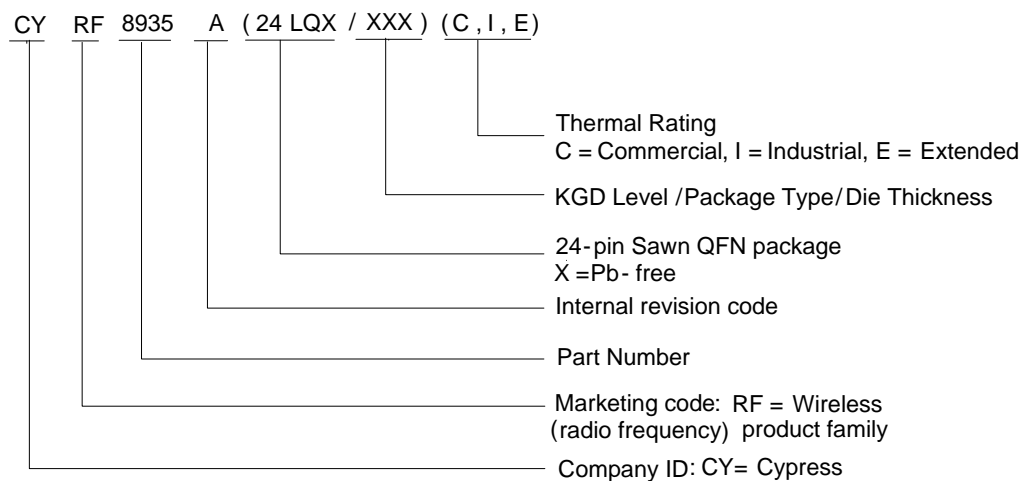 CY RF 8935 A (24 LQX / XXX) (C, I, E)
Thermal Rating
C = Commercial, I = Industrial, E = Extended
KGD Level /Package Type/Die Thickness
24-pin Sawn QFN package
X =Pb- free
Internal revision code
Part Number
Marketing code: RF = Wireless
(radio frequency) product family
Company ID: CY= Cypress